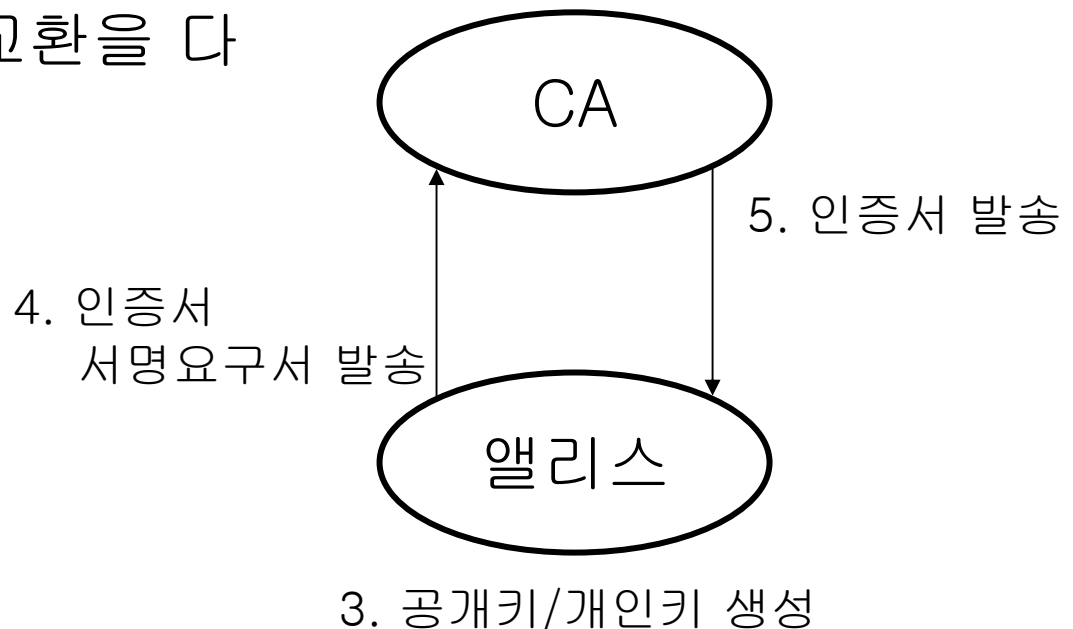 교환을 다
CA
5. 인증서 발송
4. 인증서
서명요구서 발송
앨리스
3. 공개키/개인키 생성